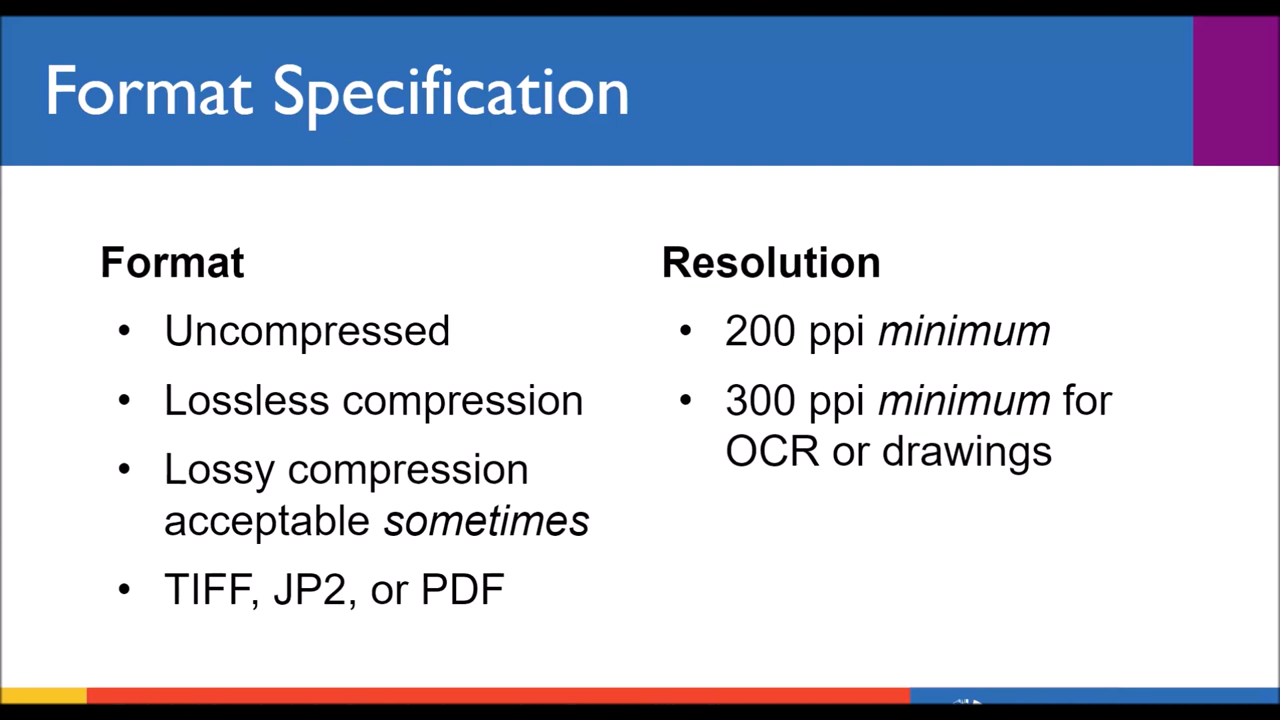 Format Specification
Format
• Uncompressed
• Lossless compression
• Lossy compression
acceptable sometimes
• TIFF, JP2, or PDF
Resolution
• 200 ppi minimum
• 300 ppi minimum for
OCR or drawings